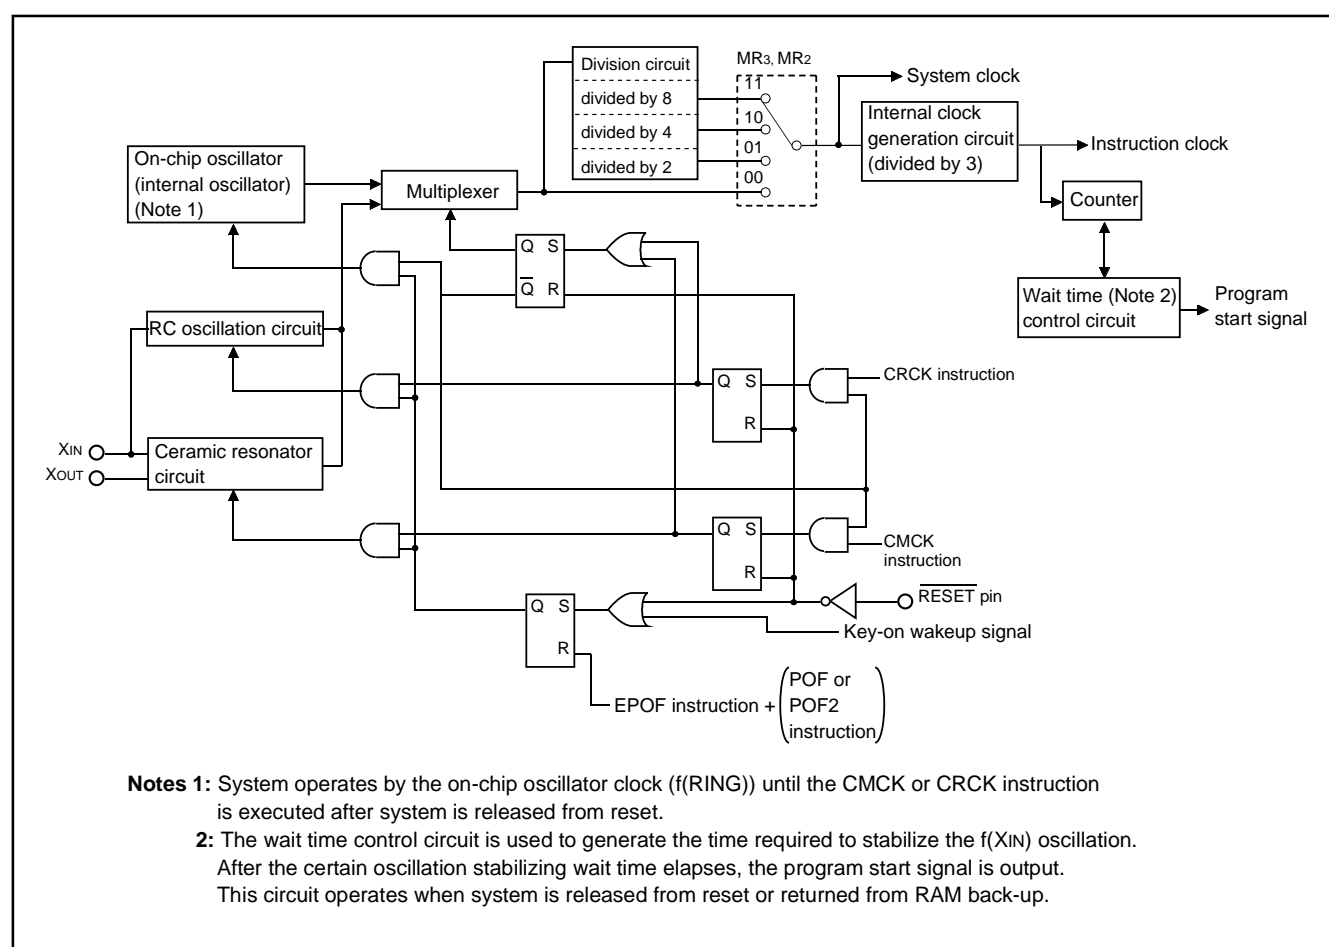 Division circuit
divided by 8
divided by 4
divided by 2
MR3, MR2
11
10
01
00
System clock
Internal clock
generation circuit
(divided by 3)
Instruction clock
On-chip oscillator
(internal oscillator)
(Note 1)
Multiplexer
Counter
Q S
Q R
Wait time (Note 2)
control circuit
Program
start signal
RC oscillation circuit
Q S
R
CRCK instruction
XIN
XOUT
Ceramic resonator
circuit
Q S
R
CMCK
instruction
Q S
R
RESET pin
Key-on wakeup signal
EPOF instruction + (POF or
POF2
instruction)
Notes 1: System operates by the on-chip oscillator clock (f(RING)) until the CMCK or CRCK instruction
is executed after system is released from reset.
2: The wait time control circuit is used to generate the time required to stabilize the f(XIN) oscillation.
After the certain oscillation stabilizing wait time elapses, the program start signal is output.
This circuit operates when system is released from reset or returned from RAM back-up.